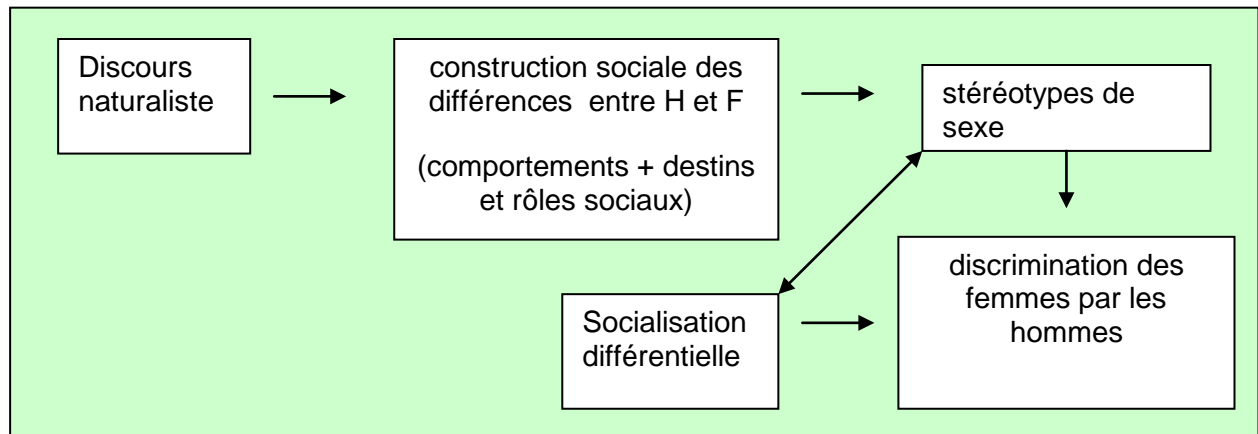 Discours
naturaliste
construction sociale des
différences entre H et F
(comportements + destins
et rôles sociaux)
stéréotypes de
sexe
Socialisation
différentielle
discrimination des
femmes par les
hommes